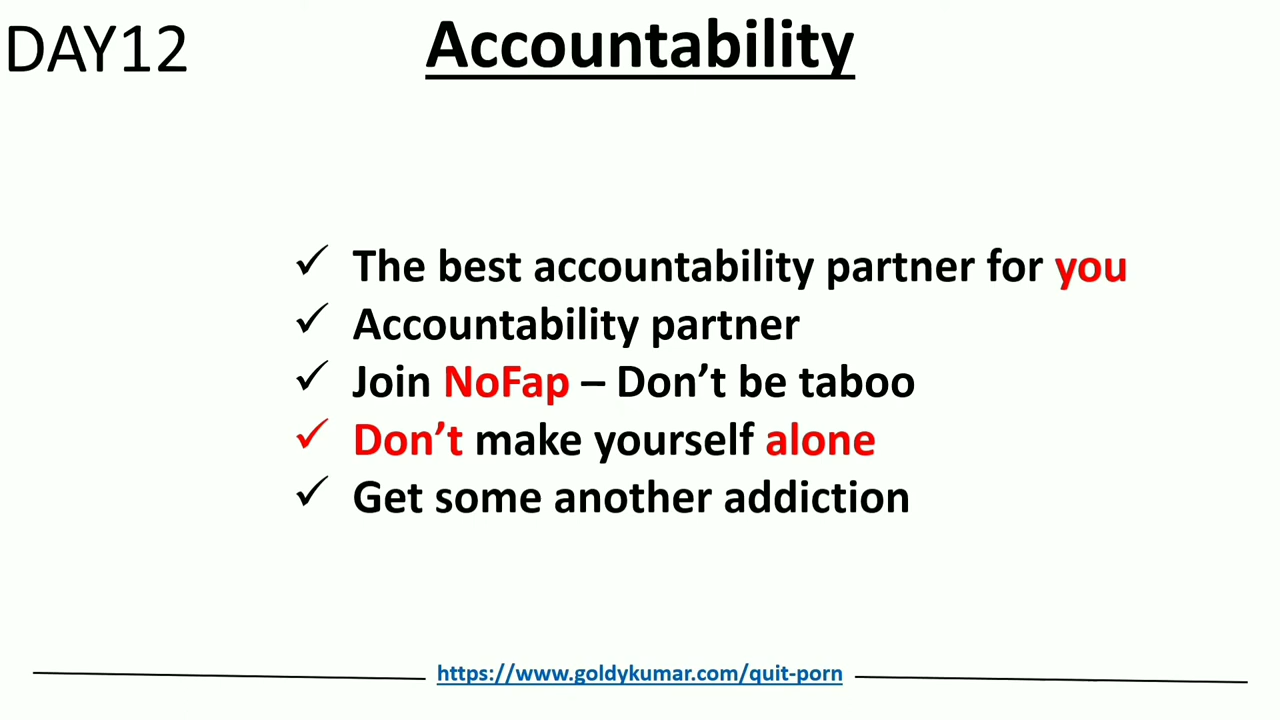 DAY12
Accountability
✓ The best accountability partner for you
✓ Accountability partner
✓ Join NoFap – Don’t be taboo
✓ Don’t make yourself alone
✓ Get some another addiction
https://www.goldykumar.com/quit-porn